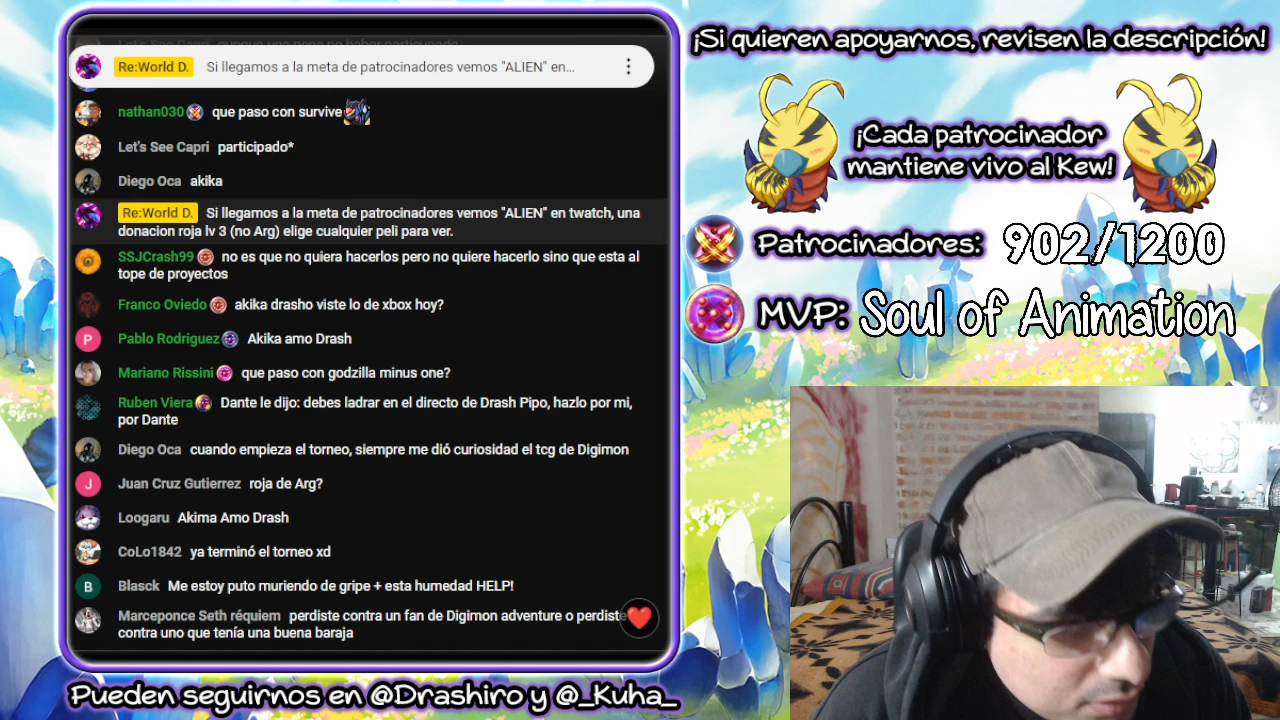 ¡Si quieren apoyarnos, revisen la descripción!
Let's See Capri aunque una pena no haber participado
Re:World D. Si llegamos a la meta de patrocinadores vemos "ALIEN" en...
nathan030 que paso con survive
Let's See Capri participado*
Diego Oca akika
Re:World D. Si llegamos a la meta de patrocinadores vemos "ALIEN" en twatch, una
donacion roja lv 3 (no Arg) elige cualquier peli para ver.
SSJCrash99 no es que no quiera hacerlos pero no quiere hacerlo sino que esta al
tope de proyectos
Franco Oviedo akika drasho viste lo de xbox hoy?
Pablo Rodriguez Akika amo Drash
Mariano Rissini que paso con godzilla minus one?
Ruben Viera Dante le dijo: debes ladrar en el directo de Drash Pipo, hazlo por mi,
por Dante
Diego Oca cuando empieza el torneo, siempre me dió curiosidad el tcg de Digimon
Juan Cruz Gutierrez roja de Arg?
Loogaru Akima Amo Drash
CoLo1842 ya terminó el torneo xd
Blasck Me estoy puto muriendo de gripe + esta humedad HELP!
Marceponce Seth réquiem perdiste contra un fan de Digimon adventure o perdiste
contra uno que tenía una buena baraja
¡Cada patrocinador
mantiene vivo al Kew!
Patrocinadores: 902/1200
MVP: Soul of Animation
Pueden seguirnos en @Drashiro y @_Kuha_